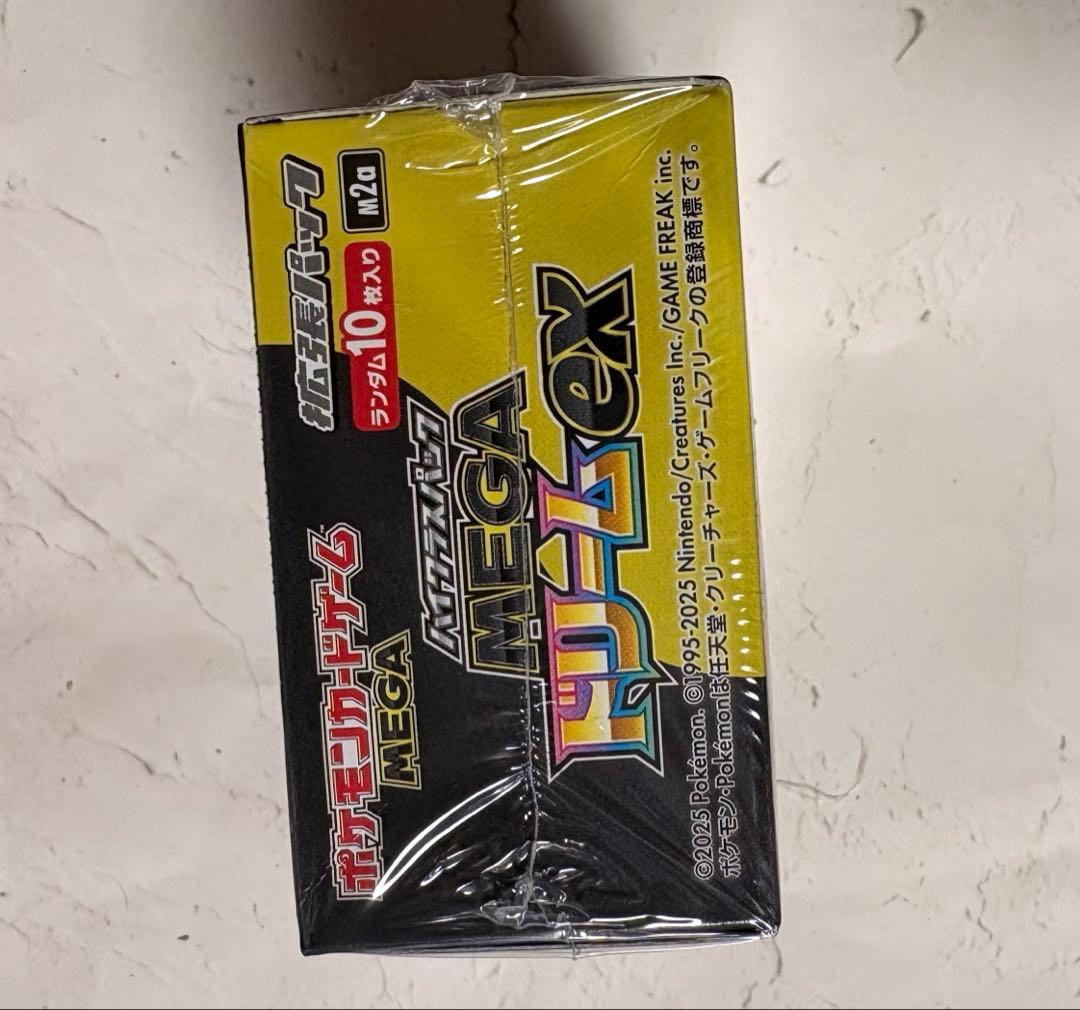 ポケモンカードゲーム
MEGA
拡張パック
ランダム10枚入り
M2a
ハイクラスパック
MEGA
ドリームex
©2025 Pokémon. ©1995-2025 Nintendo/Creatures Inc./GAME FREAK inc.
ポケモン・Pokémonは任天堂・クリーチャーズ・ゲームフリークの登録商標です。